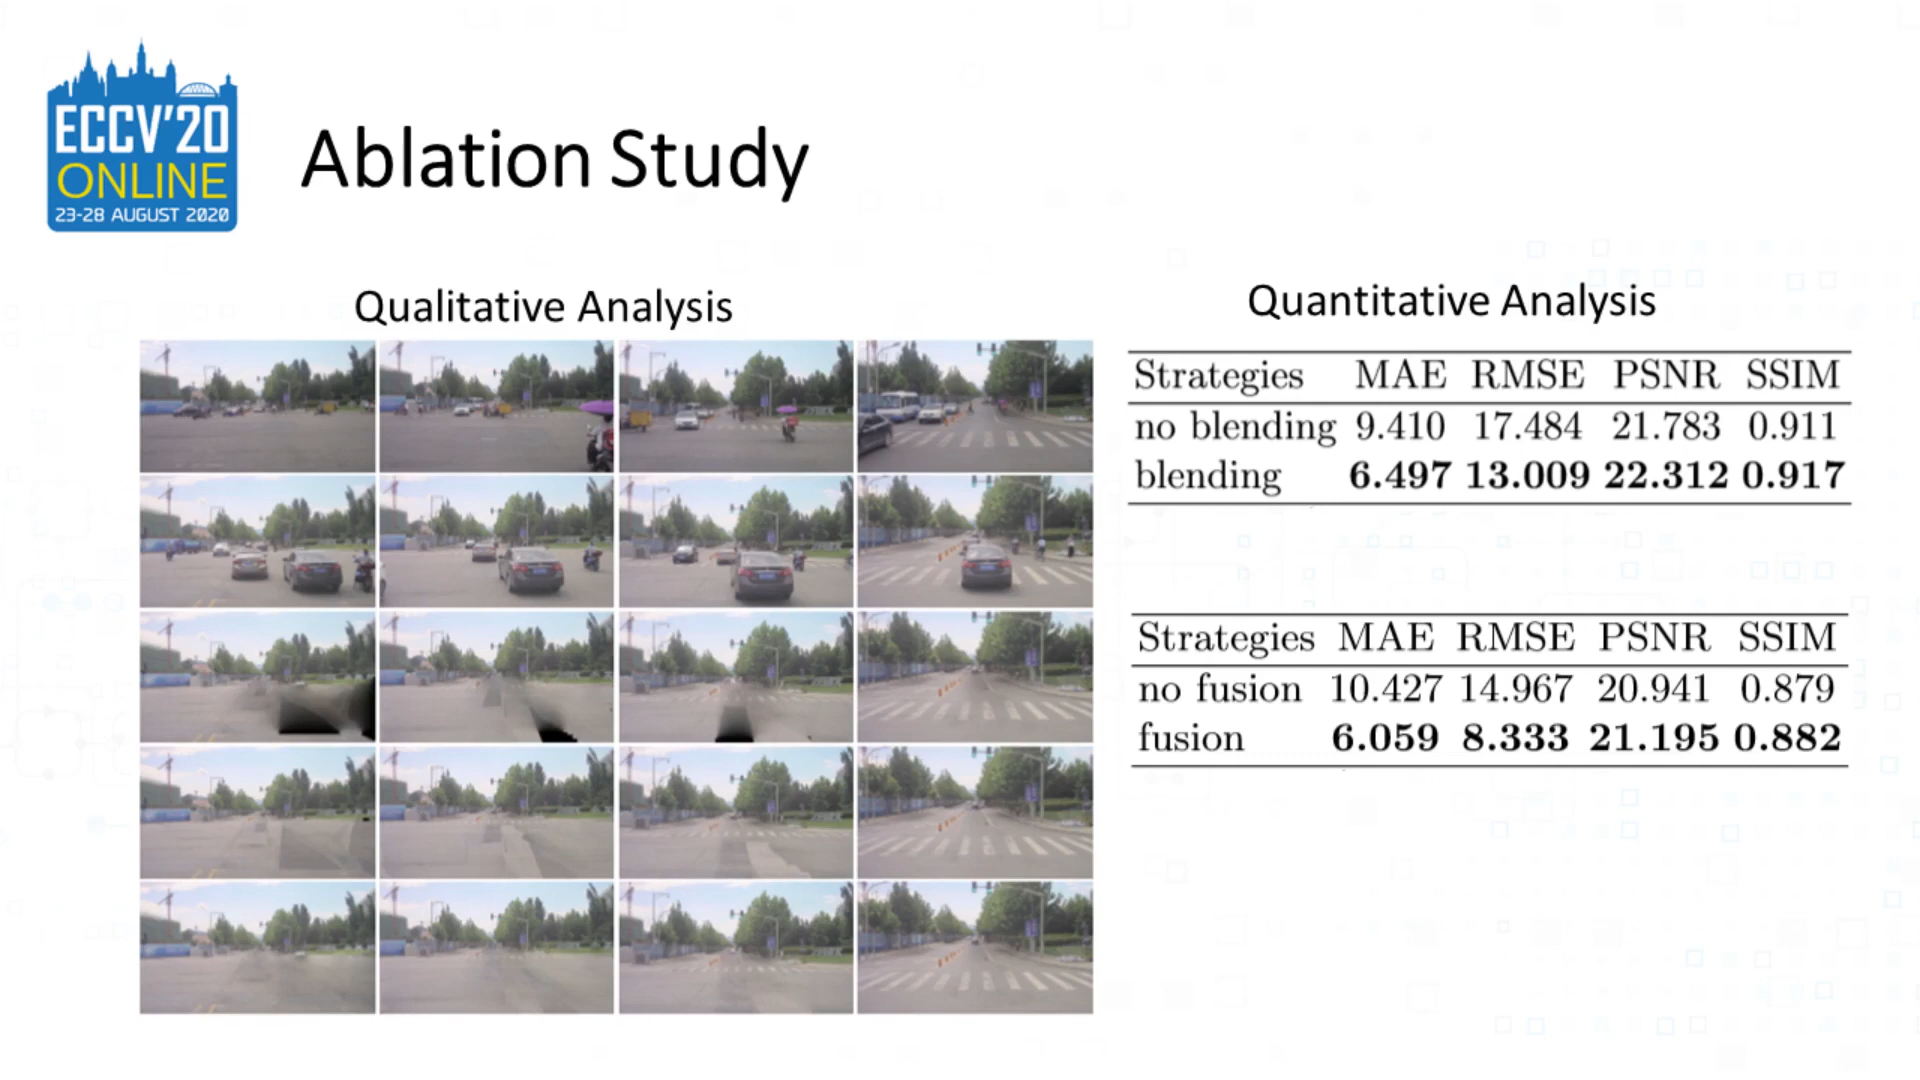 ECCV'20
ONLINE
23-28 AUGUST 2020
Ablation Study
Qualitative Analysis
Quantitative Analysis
Strategies MAE RMSE PSNR SSIM
no blending 9.410 17.484 21.783 0.911
blending 6.497 13.009 22.312 0.917
Strategies MAE RMSE PSNR SSIM
no fusion 10.427 14.967 20.941 0.879
fusion 6.059 8.333 21.195 0.882